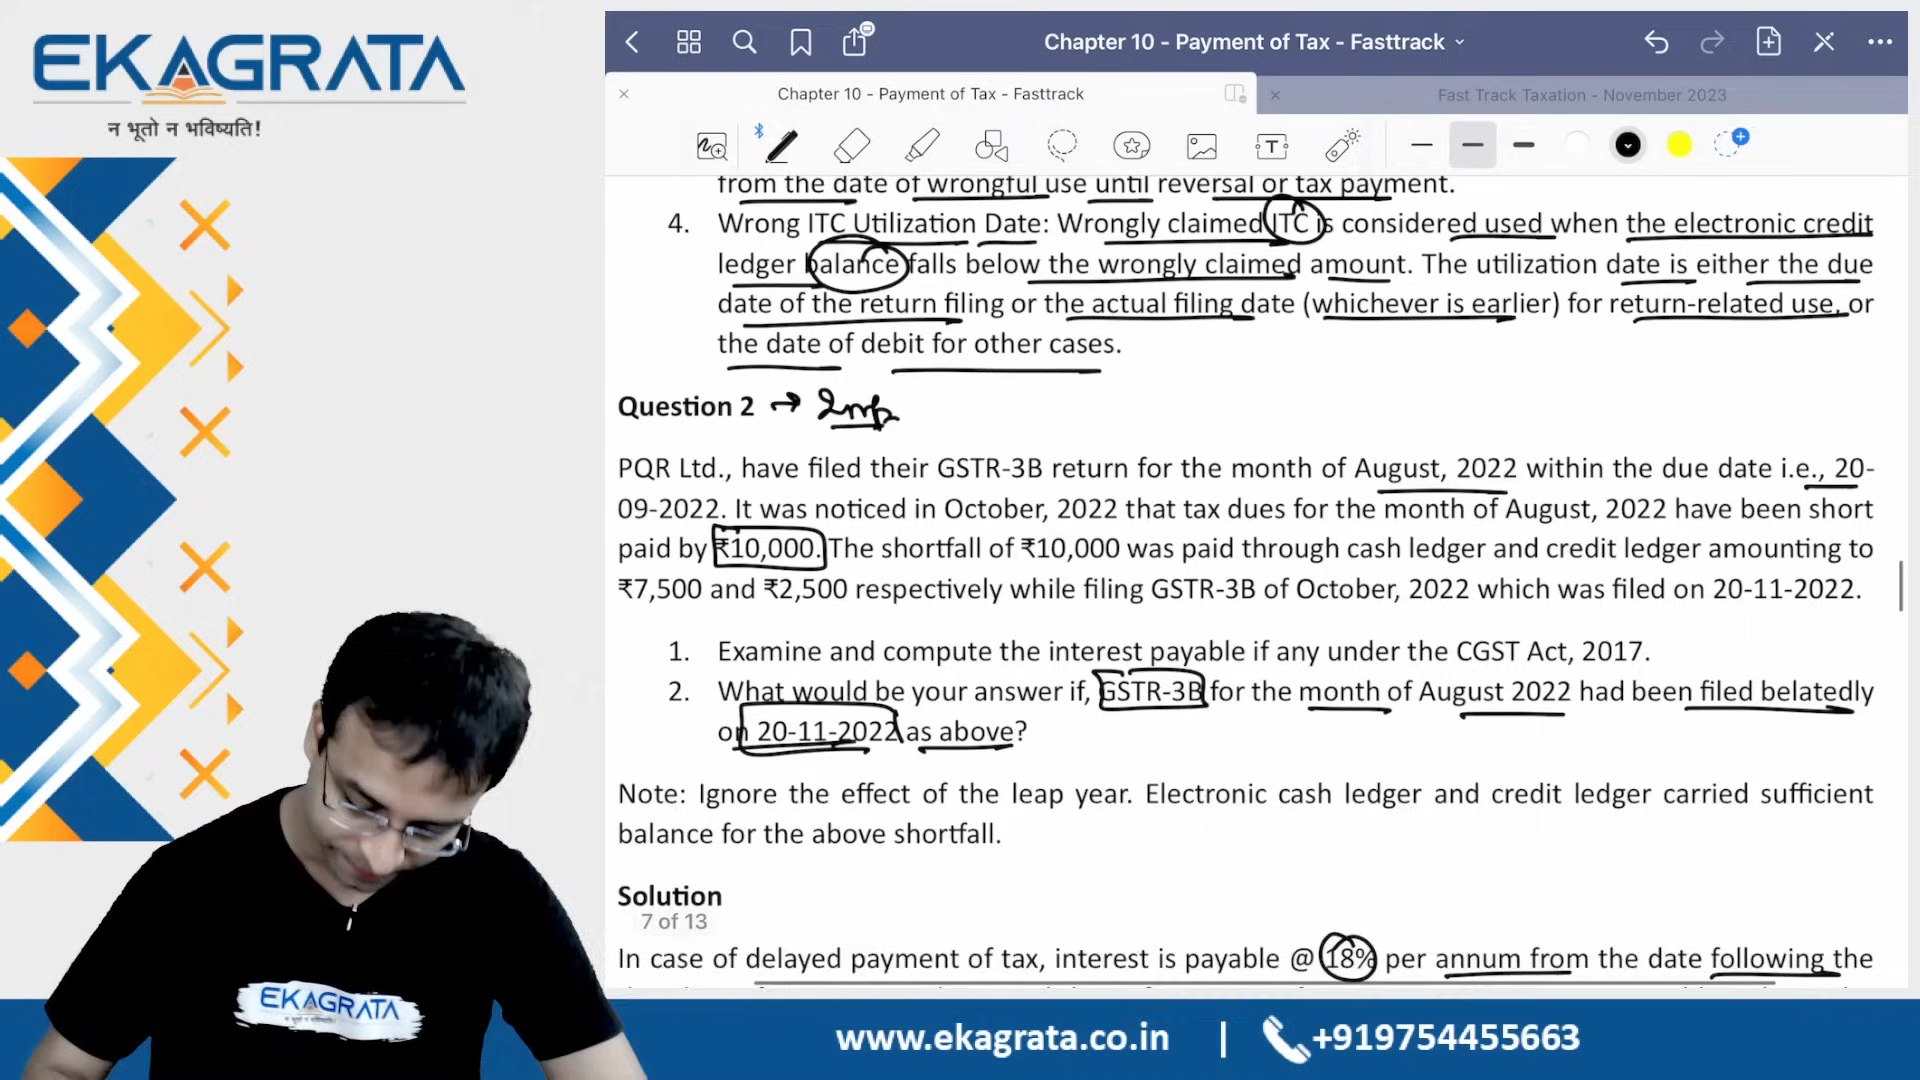 EKAGRATA
न भूतो न भविष्यति!
Chapter 10 - Payment of Tax - Fasttrack
Chapter 10 - Payment of Tax - Fasttrack
Fast Track Taxation - November 2023
from the date of wrongful use until reversal or tax payment.
4. Wrong ITC Utilization Date: Wrongly claimed ITC is considered used when the electronic credit
ledger balance falls below the wrongly claimed amount. The utilization date is either the due
date of the return filing or the actual filing date (whichever is earlier) for return-related use, or
the date of debit for other cases.
Question 2 → Imp
PQR Ltd., have filed their GSTR-3B return for the month of August, 2022 within the due date i.e., 20-
09-2022. It was noticed in October, 2022 that tax dues for the month of August, 2022 have been short
paid by ₹10,000. The shortfall of ₹10,000 was paid through cash ledger and credit ledger amounting to
₹7,500 and ₹2,500 respectively while filing GSTR-3B of October, 2022 which was filed on 20-11-2022.
1. Examine and compute the interest payable if any under the CGST Act, 2017.
2. What would be your answer if, GSTR-3B for the month of August 2022 had been filed belatedly
on 20-11-2022 as above?
Note: Ignore the effect of the leap year. Electronic cash ledger and credit ledger carried sufficient
balance for the above shortfall.
Solution
7 of 13
In case of delayed payment of tax, interest is payable @ 18% per annum from the date following the
EKAGRATA
www.ekagrata.co.in | +919754455663